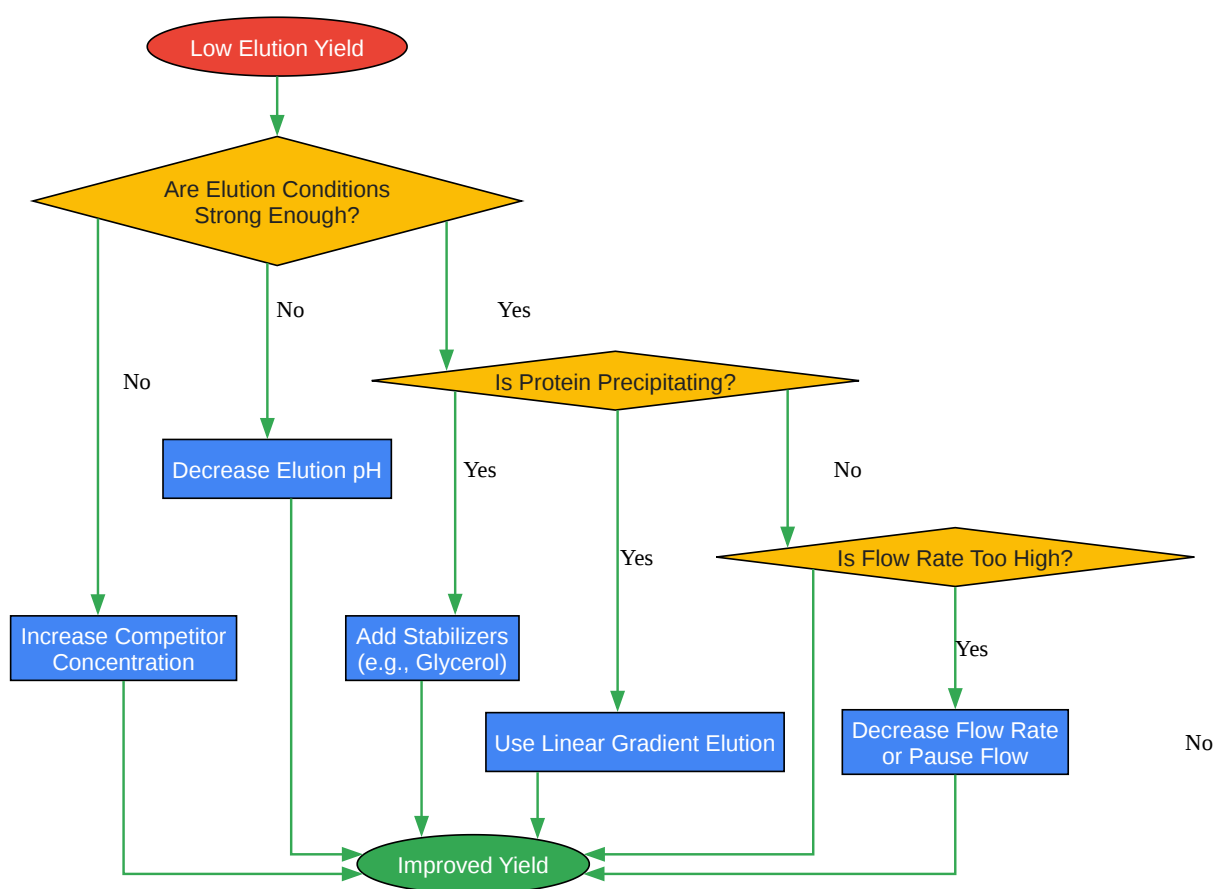 Low Elution Yield
Are Elution Conditions
Strong Enough?
No
Yes
No
Is Protein Precipitating?
Decrease Elution pH
Yes
No
Yes
Is Flow Rate Too High?
Increase Competitor
Concentration
Add Stabilizers
(e.g., Glycerol)
Yes
Use Linear Gradient Elution
Decrease Flow Rate
or Pause Flow
No
Improved Yield